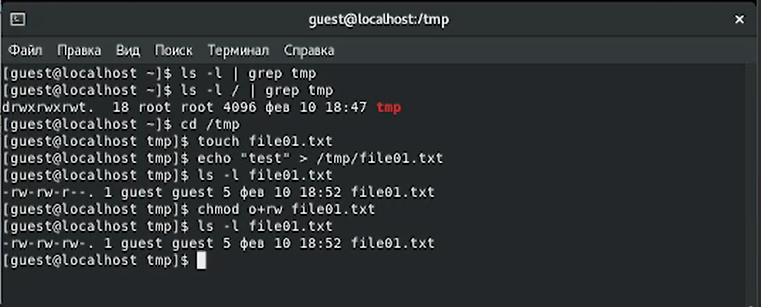 guest@localhost:/tmp
Файл Правка Вид Поиск Терминал Справка
[guest@localhost ~]$ ls -l | grep tmp
[guest@localhost ~]$ ls -l / | grep tmp
drwxrwxrwt.  18 root root 4096 фев 10 18:47 tmp
[guest@localhost ~]$ cd /tmp
[guest@localhost tmp]$ touch file01.txt
[guest@localhost tmp]$ echo "test" > /tmp/file01.txt
[guest@localhost tmp]$ ls -l file01.txt
-rw-rw-r--. 1 guest guest 5 фев 10 18:52 file01.txt
[guest@localhost tmp]$ chmod o+rw file01.txt
[guest@localhost tmp]$ ls -l file01.txt
-rw-rw-rw-. 1 guest guest 5 фев 10 18:52 file01.txt
[guest@localhost tmp]$